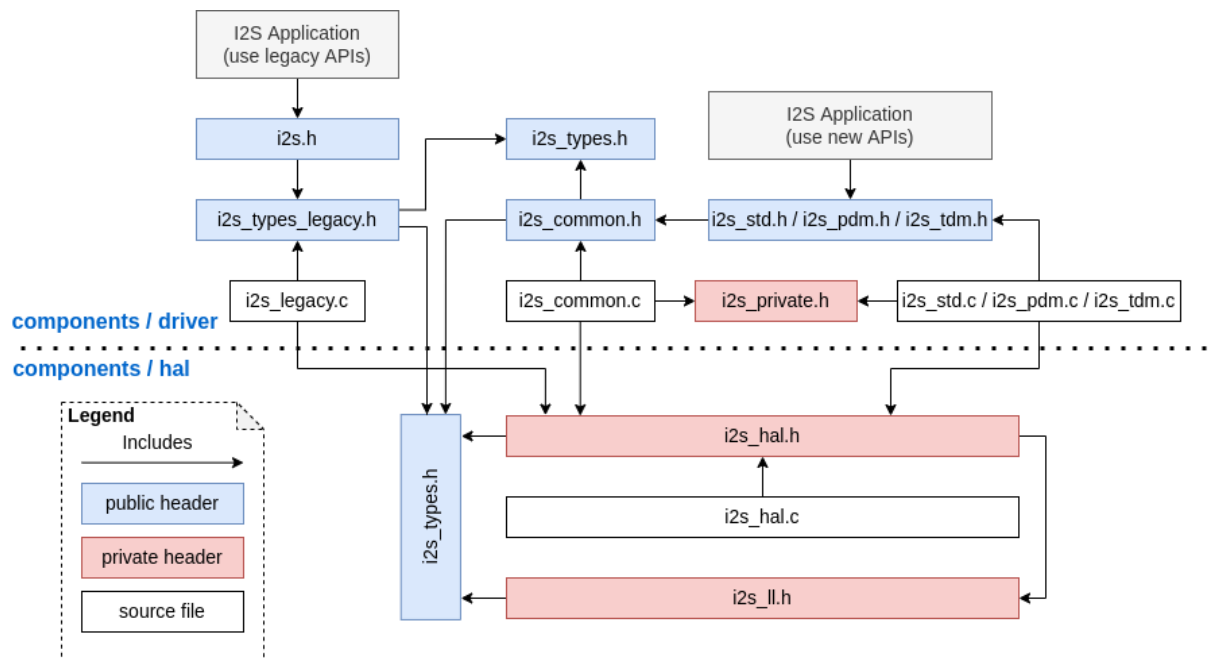 I2S Application
(use legacy APIs)
i2s.h
i2s_types.h
I2S Application
(use new APIs)
i2s_types_legacy.h
i2s_common.h
i2s_std.h / i2s_pdm.h / i2s_tdm.h
i2s_legacy.c
i2s_common.c
i2s_private.h
i2s_std.c / i2s_pdm.c / i2s_tdm.c
components / driver
components / hal
Legend
Includes
public header
private header
source file
i2s_types.h
i2s_hal.h
i2s_hal.c
i2s_ll.h